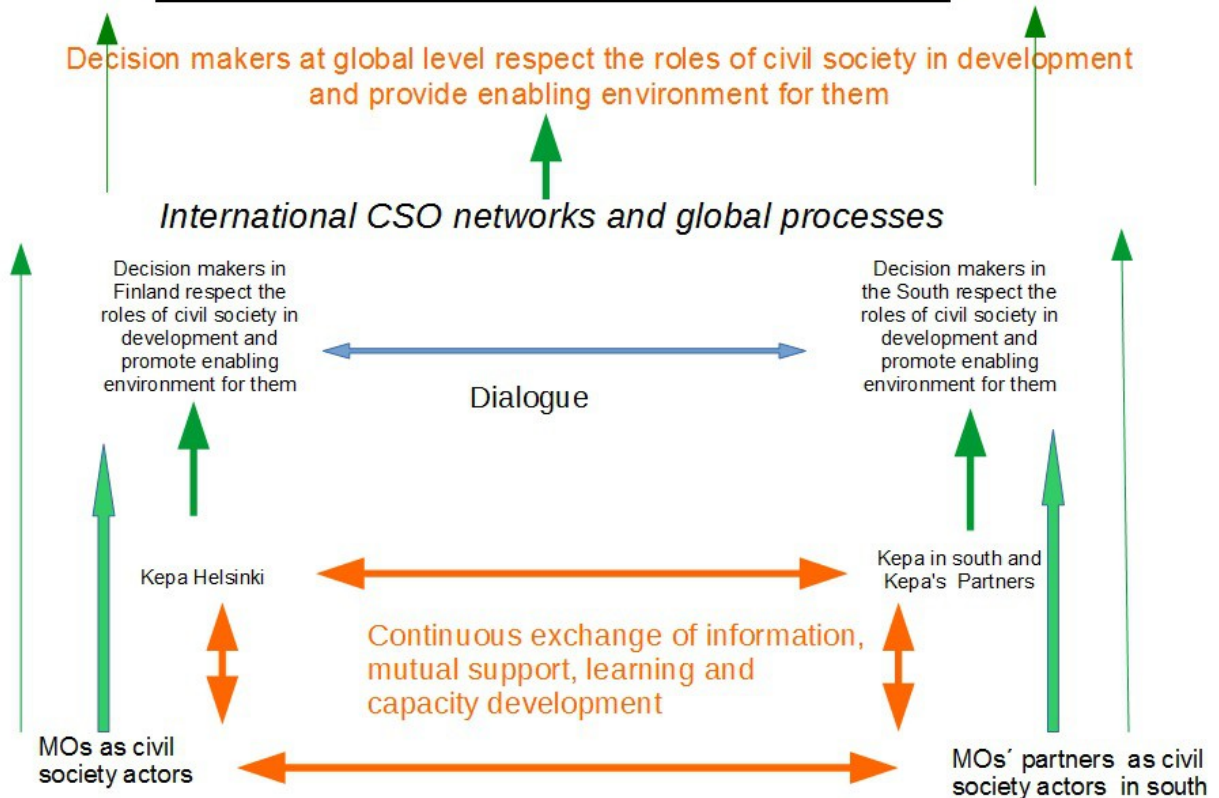 Decision makers at global level respect the roles of civil society in development
and provide enabling environment for them
International CSO networks and global processes
Decision makers in
Finland respect the
roles of civil society in
development and
promote enabling
environment for them
Decision makers in
the South respect the
roles of civil society in
development and
promote enabling
environment for them
Dialogue
Kepa Helsinki
Kepa in south and
Kepa's Partners
Continuous exchange of information,
mutual support, learning and
capacity development
MOs as civil
society actors
MOs´ partners as civil
society actors in south